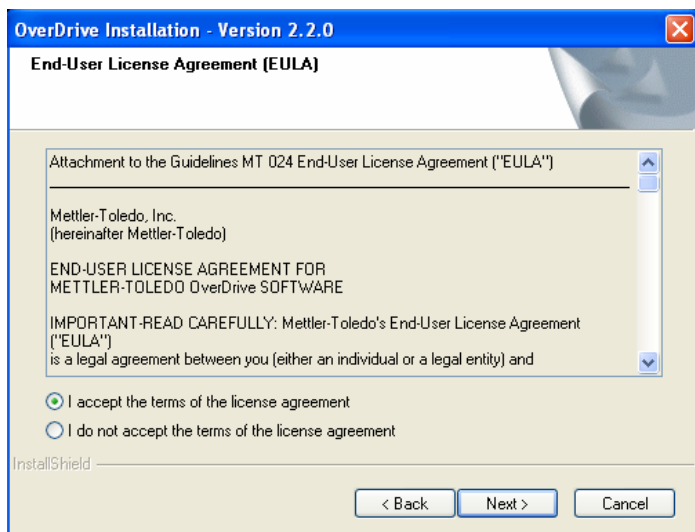 OverDrive Installation - Version 2.2.0
End-User License Agreement (EULA)
Attachment to the Guidelines MT 024 End-User License Agreement ("EULA")
Mettler-Toledo, Inc.
(hereinafter Mettler-Toledo)
END-USER LICENSE AGREEMENT FOR
METTLER-TOLEDO OverDrive SOFTWARE
IMPORTANT-READ CAREFULLY: Mettler-Toledo's End-User License Agreement
("EULA")
is a legal agreement between you (either an individual or a legal entity) and
I accept the terms of the license agreement
I do not accept the terms of the license agreement
InstallShield
< Back Next > Cancel